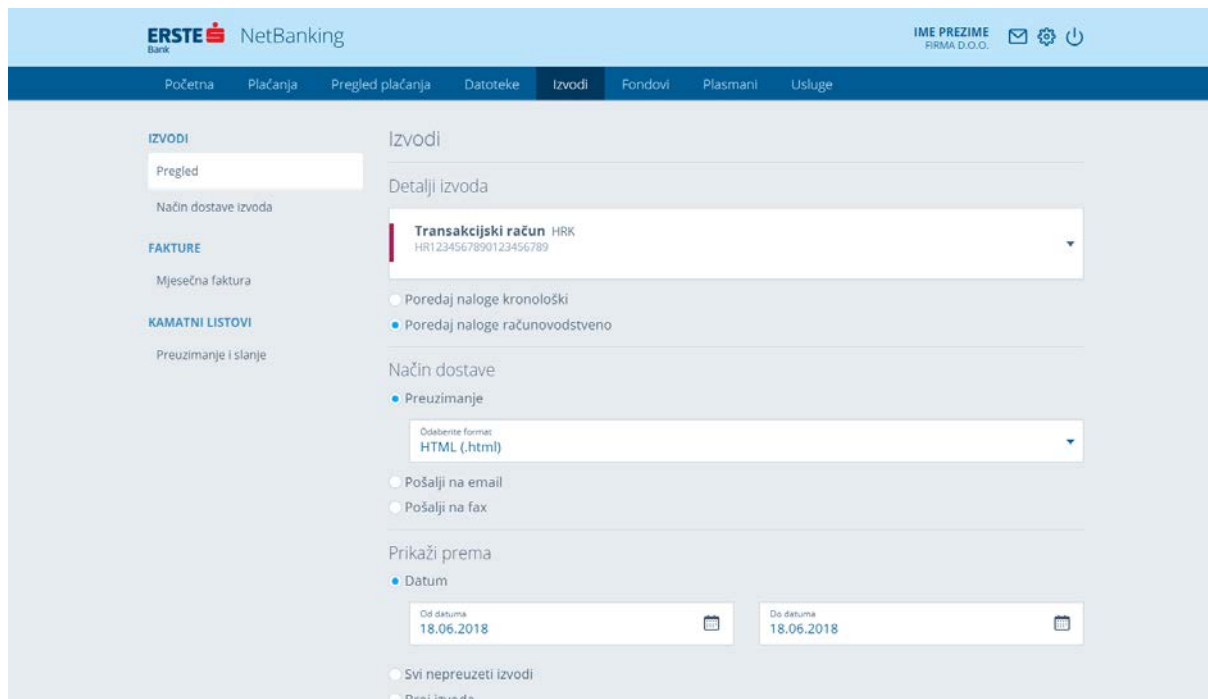 ERSTE
Bank
NetBanking
IME PREZIME
FIRMA D.O.O.
Početna Plaćanja Pregled plaćanja Datoteke Izvodi Fondovi Plasmani Usluge
IZVODI
Pregled
Način dostave izvoda
FAKTURE
Mjesečna faktura
KAMATNI LISTOVI
Preuzimanje i slanje
Izvodi
Detalji izvoda
Transakcijski račun HRK
HR1234567890123456789
Poredaj naloge kronološki
Poredaj naloge računovodstveno
Način dostave
Preuzimanje
Odaberite format
HTML (.html)
Pošalji na email
Pošalji na fax
Prikaži prema
Datum
Od datuma
18.06.2018
Do datuma
18.06.2018
Svi nepreuzeti izvodi
Broj izvoda